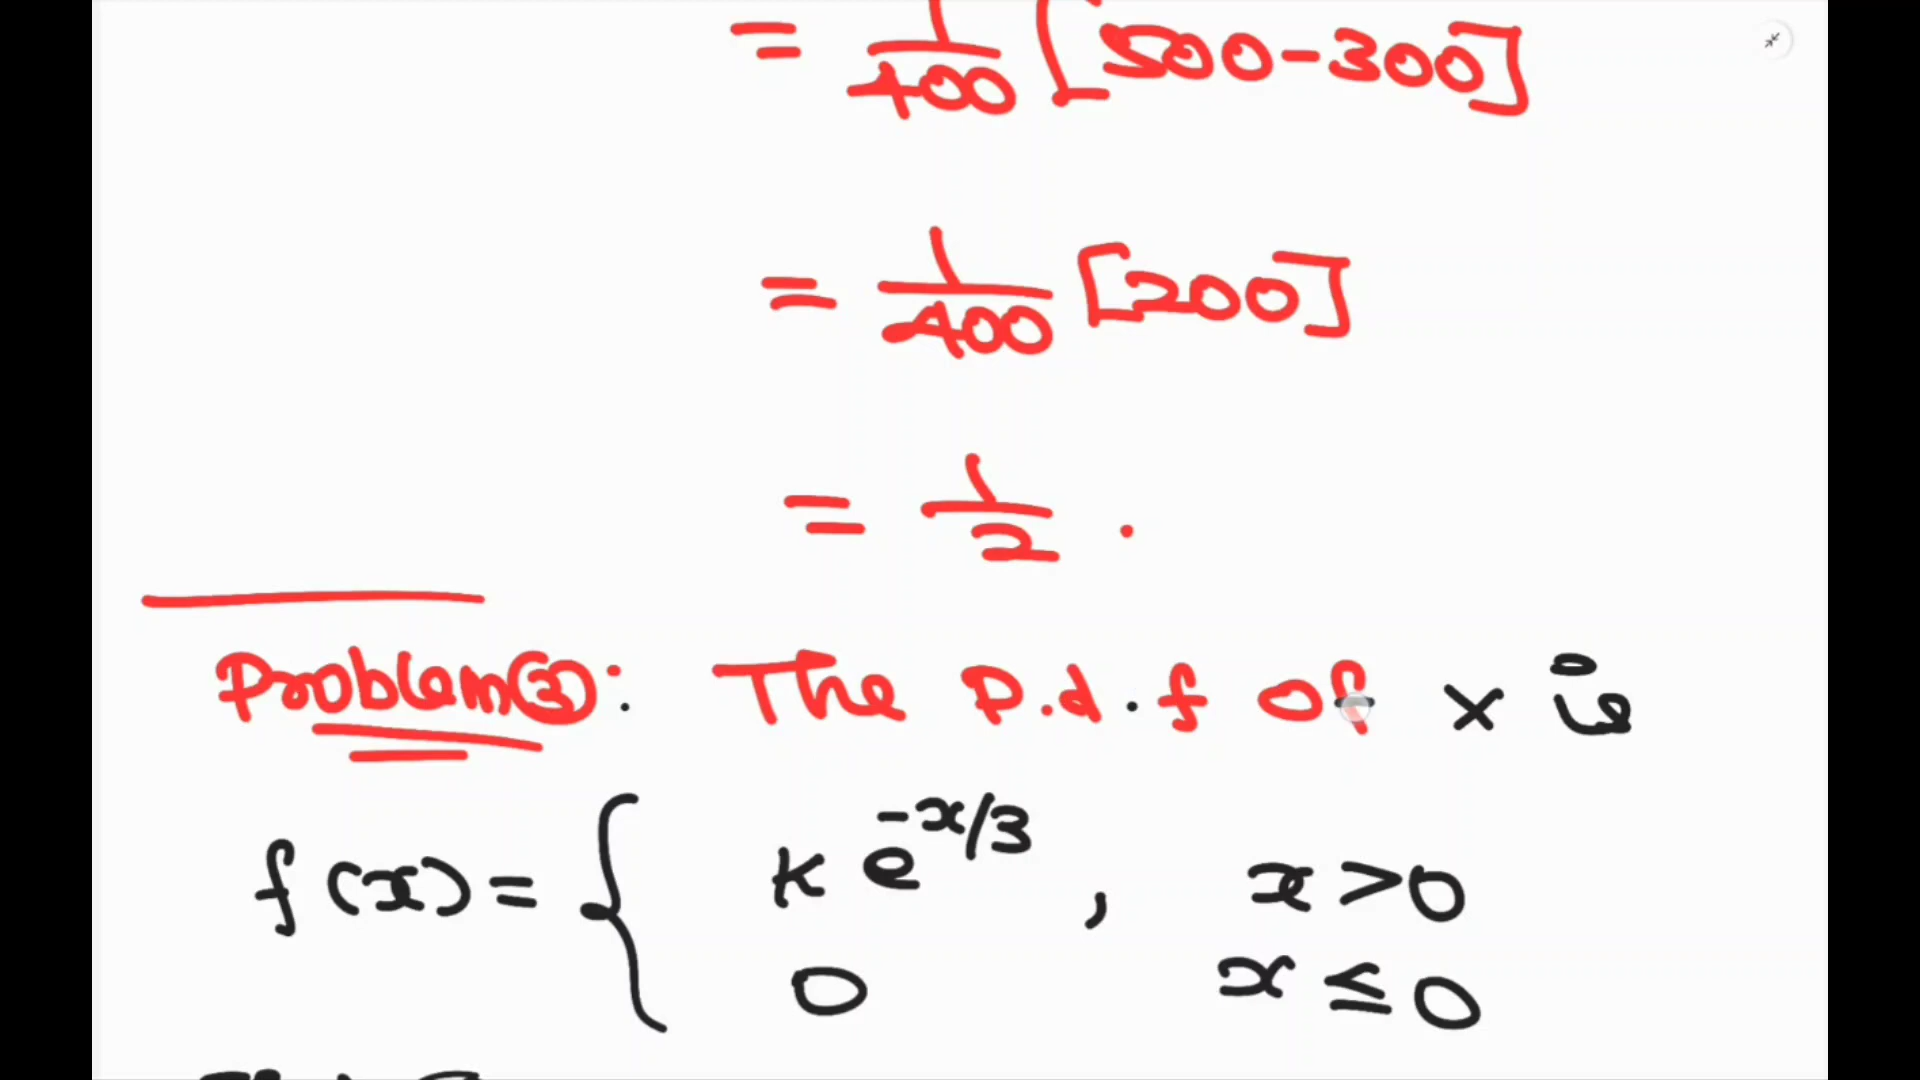 = 1/400 [500-300]
= 1/400 [200]
= 1/2 .
Problem(3): The P.d.f of x is
f(x) = { k e^{-x/3} , x>0
0 x ≤ 0